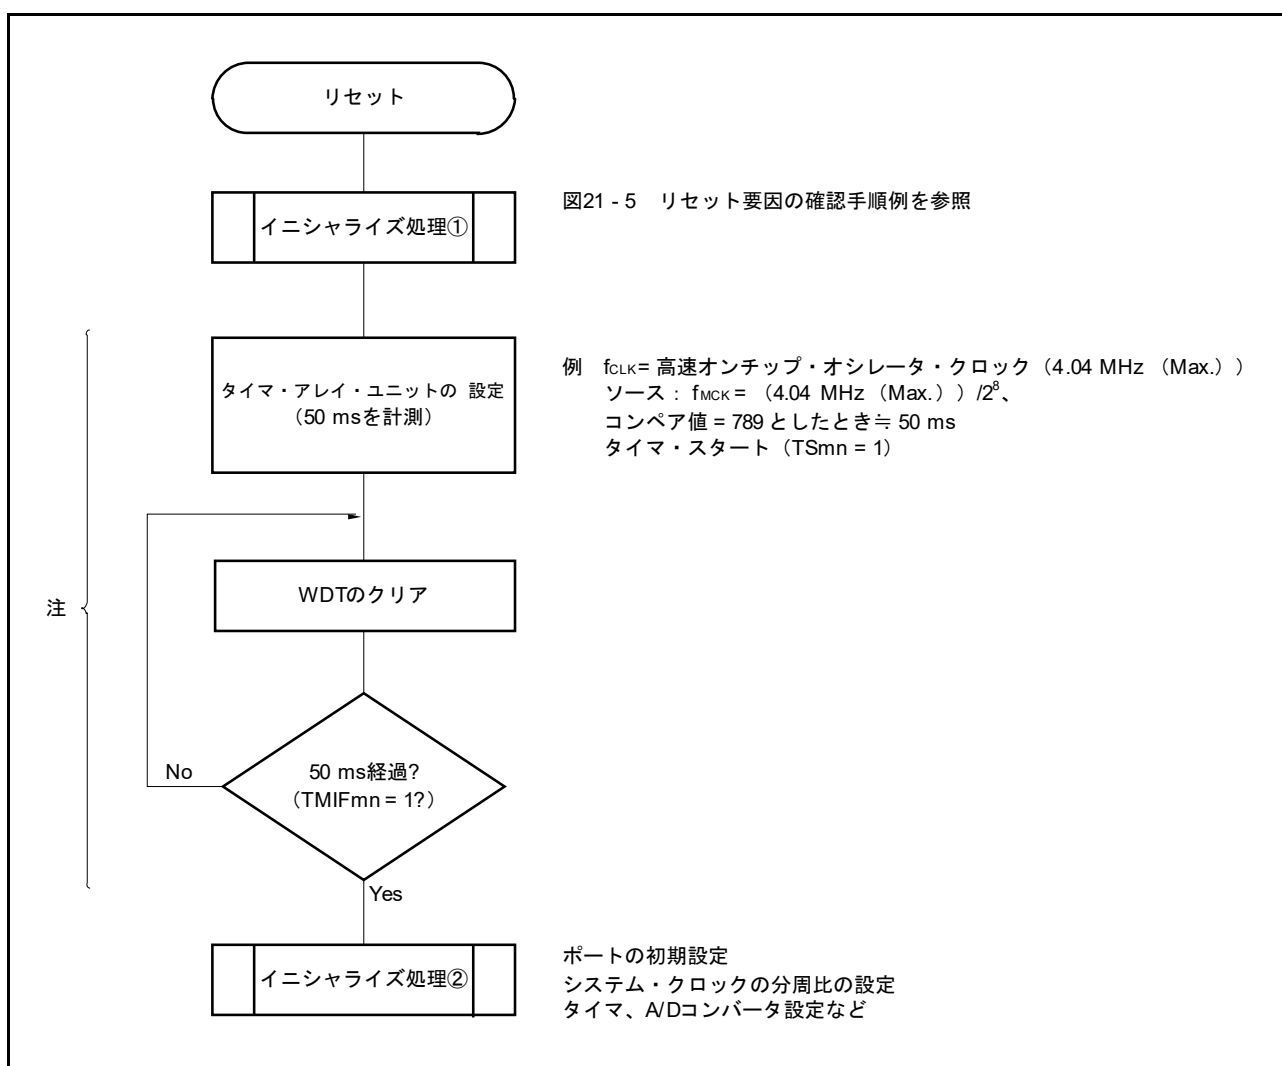 リセット
イニシャライズ処理①
図21 - 5　リセット要因の確認手順例を参照
タイマ・アレイ・ユニットの 設定
（50 msを計測）
例　fCLK= 高速オンチップ・オシレータ・クロック（4.04 MHz （Max.））
ソース : fMCK = （4.04 MHz （Max.））/2⁸、
コンペア値 = 789 としたとき≒ 50 ms
タイマ・スタート（TSmn = 1）
WDTのクリア
注
No
50 ms経過?
（TMIFmn = 1?）
Yes
イニシャライズ処理②
ポートの初期設定
システム・クロックの分周比の設定
タイマ、A/Dコンバータ設定など